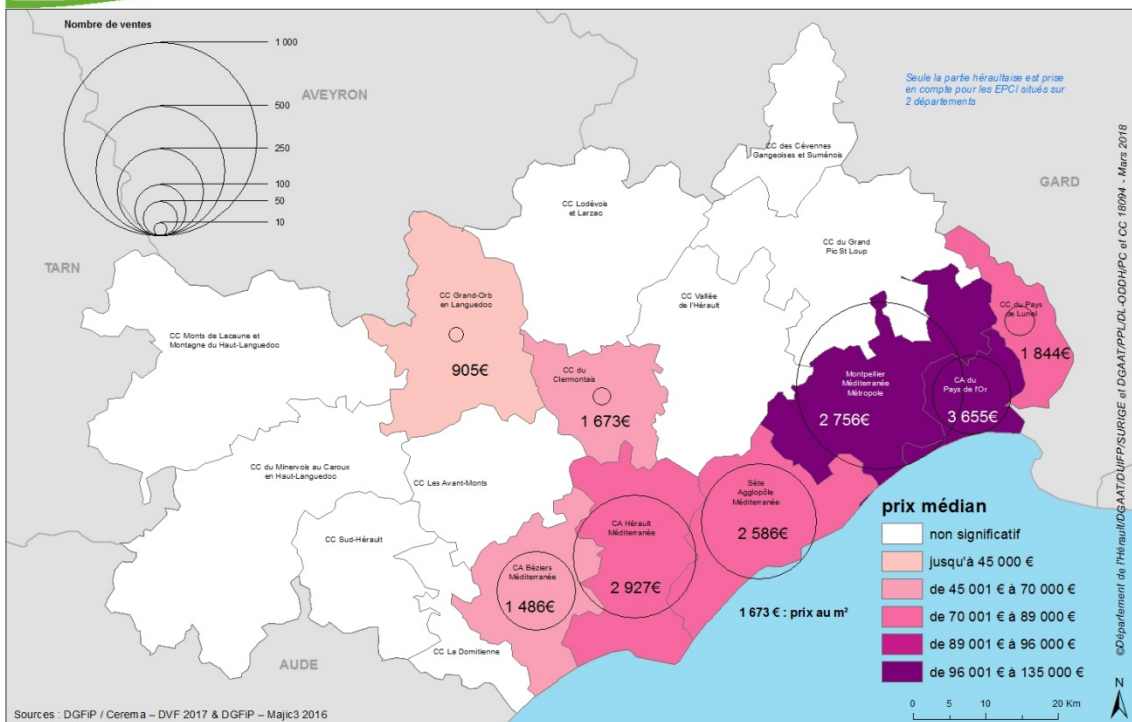 Nombre de ventes
1 000
500
250
100
50
10
AVEYRON
Seule la partie héraultaise est prise
en compte pour les EPCI situés sur
2 départements
GARD
TARN
AUDE
CC des Cévennes
Gangeoises et Suménois
CC Lodévois
et Larzac
CC du Grand
Pic St Loup
CC Grand-Orb
en Languedoc
905€
CC Vallée
de l'Hérault
CC du Pays
de Lunel
1 844€
CC Monts de Lacaune et
Montagne du Haut-Languedoc
CC du
Clermontais
1 673€
Montpellier
Méditerranée
Métropole
2 756€
CA du
Pays de l'Or
3 655€
CC du Minervois au Caroux
en Haut-Languedoc
CC Les Avant-Monts
Sète
Agglopôle
Méditerranée
2 586€
CC Sud-Hérault
CA Hérault
Méditerranée
2 927€
CA Béziers
Méditerranée
1 486€
CC La Domitienne
1 673 € : prix au m²
prix médian
non significatif
jusqu'à 45 000 €
de 45 001 € à 70 000 €
de 70 001 € à 89 000 €
de 89 001 € à 96 000 €
de 96 001 € à 135 000 €
0 5 10 20 Km
N
Sources : DGFiP / Cerema – DVF 2017 & DGFiP – Majic3 2016
©Département de l'Hérault/DGAAT/DUIFP/SURIGE et DGAAT/PPL/DL-ODDH/PC et CC 18094 - Mars 2018